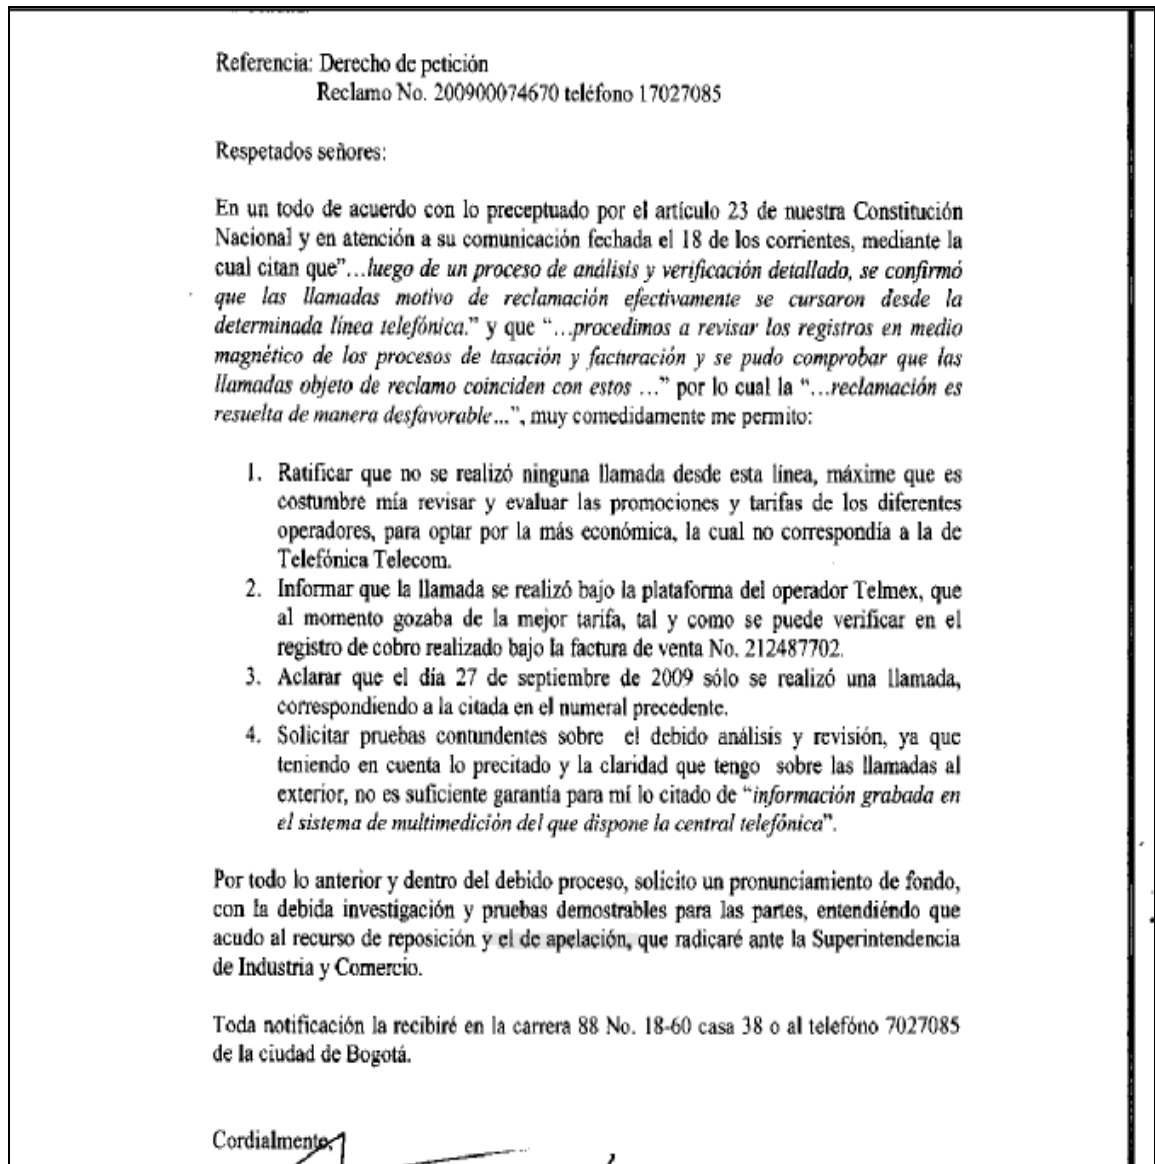 Referencia: Derecho de petición
Reclamo No. 200900074670 teléfono 17027085
Respetados señores:
En un todo de acuerdo con lo preceptuado por el artículo 23 de nuestra Constitución
Nacional y en atención a su comunicación fechada el 18 de los corrientes, mediante la
cual citan que"...luego de un proceso de análisis y verificación detallado, se confirmó
que las llamadas motivo de reclamación efectivamente se cursaron desde la
determinada línea telefónica." y que "...procedimos a revisar los registros en medio
magnético de los procesos de tasación y facturación y se pudo comprobar que las
llamadas objeto de reclamo coinciden con estos ..." por lo cual la "...reclamación es
resuelta de manera desfavorable...", muy comedidamente me permito:
1. Ratificar que no se realizó ninguna llamada desde esta línea, máxime que es
costumbre mía revisar y evaluar las promociones y tarifas de los diferentes
operadores, para optar por la más económica, la cual no correspondía a la de
Telefónica Telecom.
2. Informar que la llamada se realizó bajo la plataforma del operador Telmex, que
al momento gozaba de la mejor tarifa, tal y como se puede verificar en el
registro de cobro realizado bajo la factura de venta No. 212487702.
3. Aclarar que el día 27 de septiembre de 2009 sólo se realizó una llamada,
correspondiendo a la citada en el numeral precedente.
4. Solicitar pruebas contundentes sobre el debido análisis y revisión, ya que
teniendo en cuenta lo precitado y la claridad que tengo sobre las llamadas al
exterior, no es suficiente garantía para mí lo citado de "información grabada en
el sistema de multimedición del que dispone la central telefónica".
Por todo lo anterior y dentro del debido proceso, solicito un pronunciamiento de fondo,
con la debida investigación y pruebas demostrables para las partes, entendiéndo que
acudo al recurso de reposición y el de apelación, que radicaré ante la Superintendencia
de Industria y Comercio.
Toda notificación la recibiré en la carrera 88 No. 18-60 casa 38 o al telefóno 7027085
de la ciudad de Bogotá.
Cordialmente,